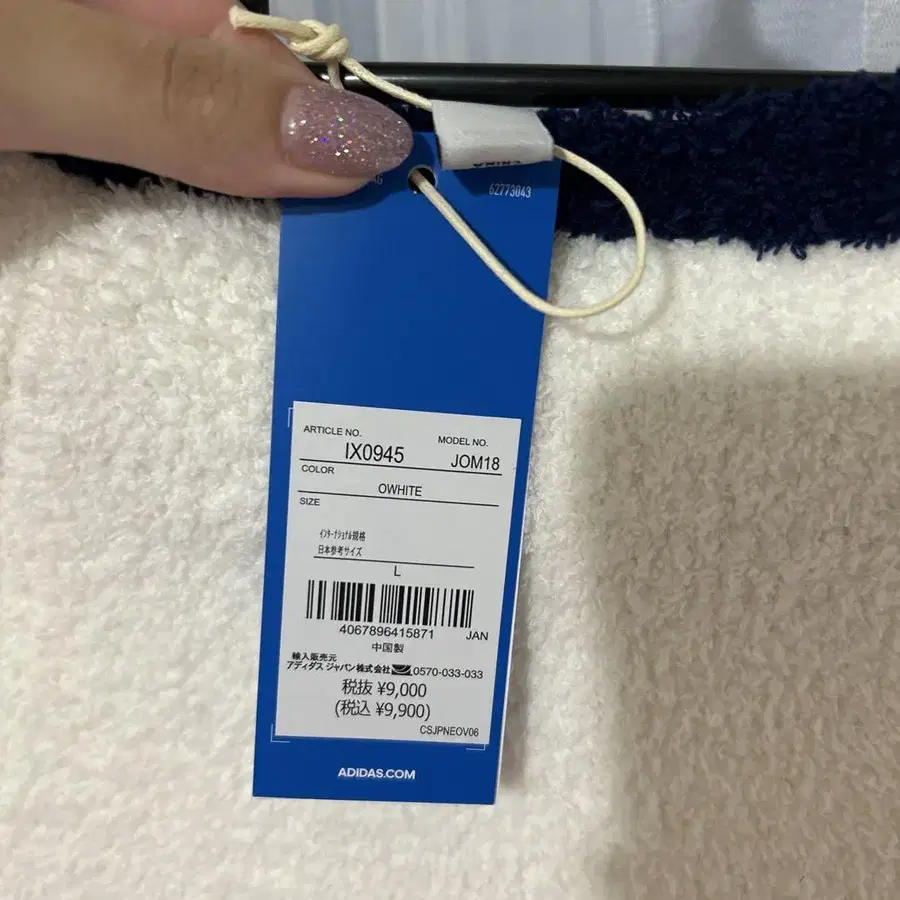 62773043
ARTICLE NO.
MODEL NO.
IX0945
JOM18
COLOR
OWHITE
SIZE
インターナショナル規格
日本参考サイズ
L
4067896415871 JAN
中国製
輸入販売元
アディダス ジャパン株式会社 0570-033-033
税抜 ¥9,000
(税込 ¥9,900)
CSJPNEOV06
ADIDAS.COM